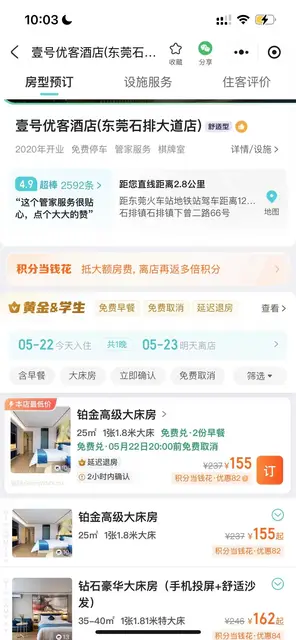 10:03
壹号优客酒店(东莞石...
收藏
分享
房型预订
设施服务
住客评价
壹号优客酒店(东莞石排大道店)
舒适型
2020年开业 免费停车 管家服务 棋牌室
详情/设施>
4.9 超棒 2592条>
“这个管家服务很贴
心，点个大大的赞”
距您直线距离2.8公里
距东莞火车站地铁站驾车距离12...
石排镇石排镇下曾二路66号
地图
积分当钱花 抵大额房费，离店再返多倍积分
黄金&学生 免费早餐 免费取消 延迟退房 查看>
05-22今天入住 共1晚 05-23明天离店
含早餐
大床房
立即确认
免费取消
筛选
本店最低价
铂金高级大床房>
25㎡ 1张1.8米大床 免费兑·2份早餐
免费兑·05月22日20:00前免费取消
延迟退房
2小时内确认
¥237 ¥155
积分当钱花·优惠82
订
铂金高级大床房
25㎡ 1张1.8米大床
¥237 ¥155起
积分当钱花·优惠82
钻石豪华大床房（手机投屏+舒适沙
发）
35-40㎡ 1张1.81米特大床
¥246 ¥162起
积分当钱花·优惠84